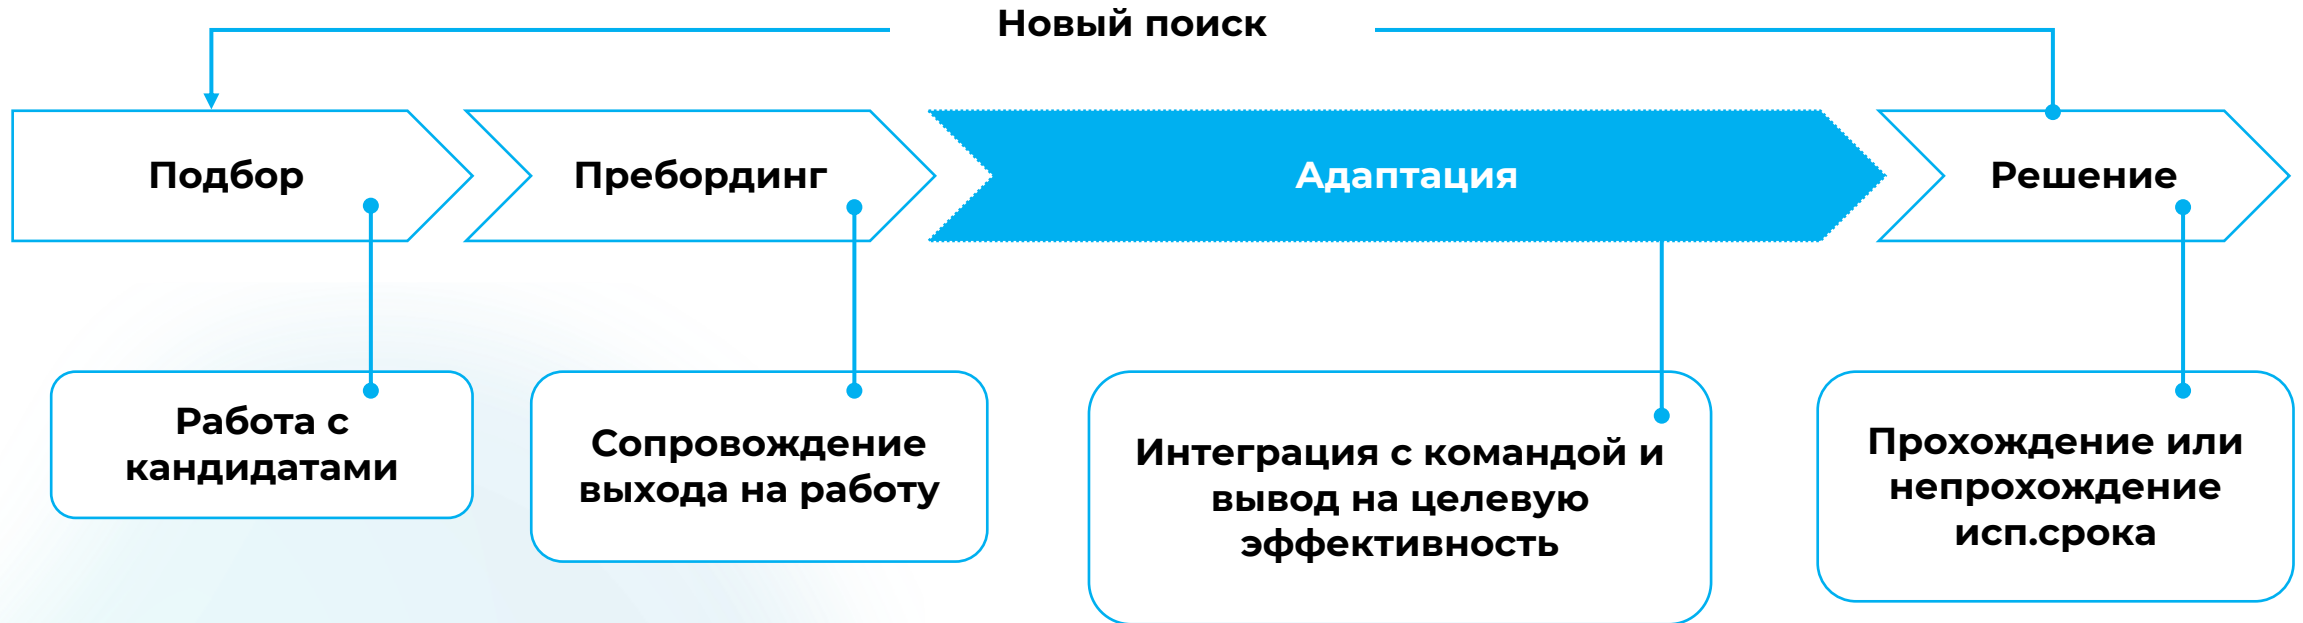 Новый поиск
Подбор
Пребординг
Адаптация
Решение
Работа с
кандидатами
Сопровождение
выхода на работу
Интеграция с командой и
вывод на целевую
эффективность
Прохождение или
непрохождение
исп.срока